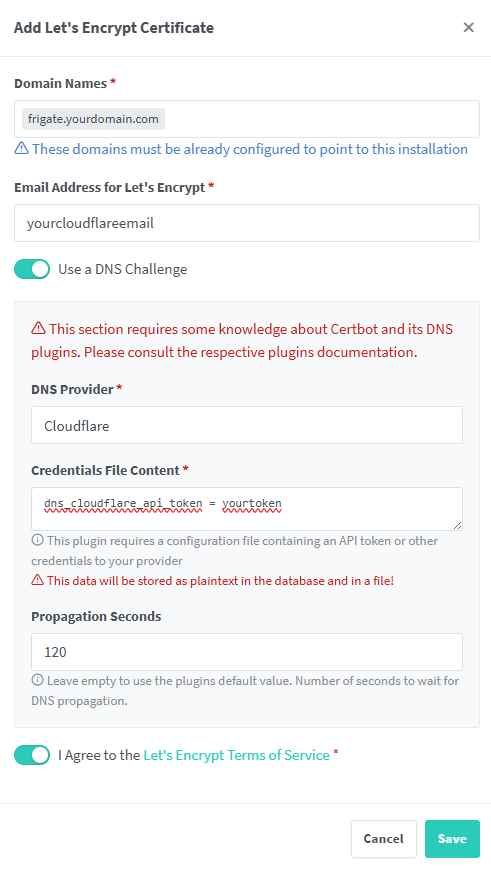 Add Let's Encrypt Certificate
Domain Names *
frigate.yourdomain.com
These domains must be already configured to point to this installation
Email Address for Let's Encrypt *
yourcloudflareemail
Use a DNS Challenge
This section requires some knowledge about Certbot and its DNS
plugins. Please consult the respective plugins documentation.
DNS Provider *
Cloudflare
Credentials File Content *
dns_cloudflare_api_token = yourtoken
This plugin requires a configuration file containing an API token or other
credentials to your provider
This data will be stored as plaintext in the database and in a file!
Propagation Seconds
120
Leave empty to use the plugins default value. Number of seconds to wait for
DNS propagation.
I Agree to the Let's Encrypt Terms of Service *
Cancel
Save